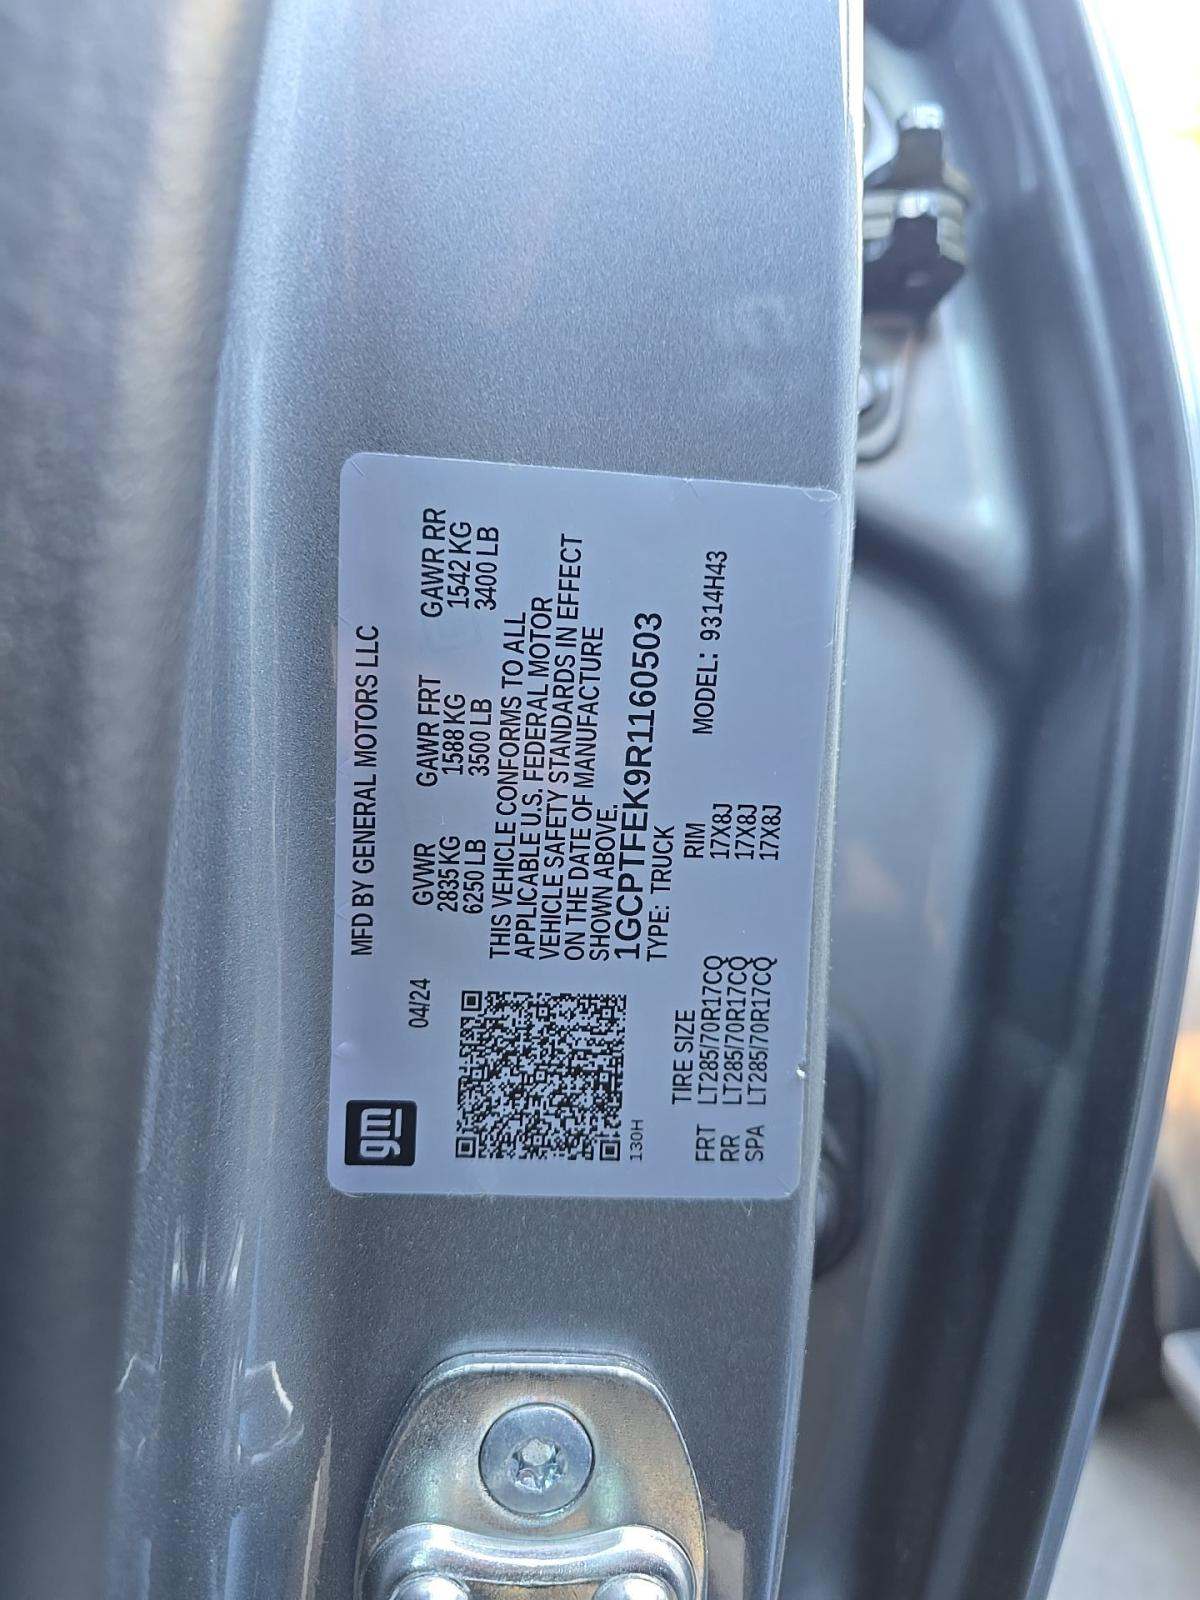 gm
MFD BY GENERAL MOTORS LLC
04/24
GVWR GAWR FRT GAWR RR
2835 KG 1588 KG 1542 KG
6250 LB 3500 LB 3400 LB
THIS VEHICLE CONFORMS TO ALL
APPLICABLE U.S. FEDERAL MOTOR
VEHICLE SAFETY STANDARDS IN EFFECT
ON THE DATE OF MANUFACTURE
SHOWN ABOVE.
1GCPTFEK9R1160503
130H
TYPE: TRUCK
TIRE SIZE RIM
MODEL: 9314H43
FRT LT285/70R17CQ 17X8J
RR LT285/70R17CQ 17X8J
SPA LT285/70R17CQ 17X8J